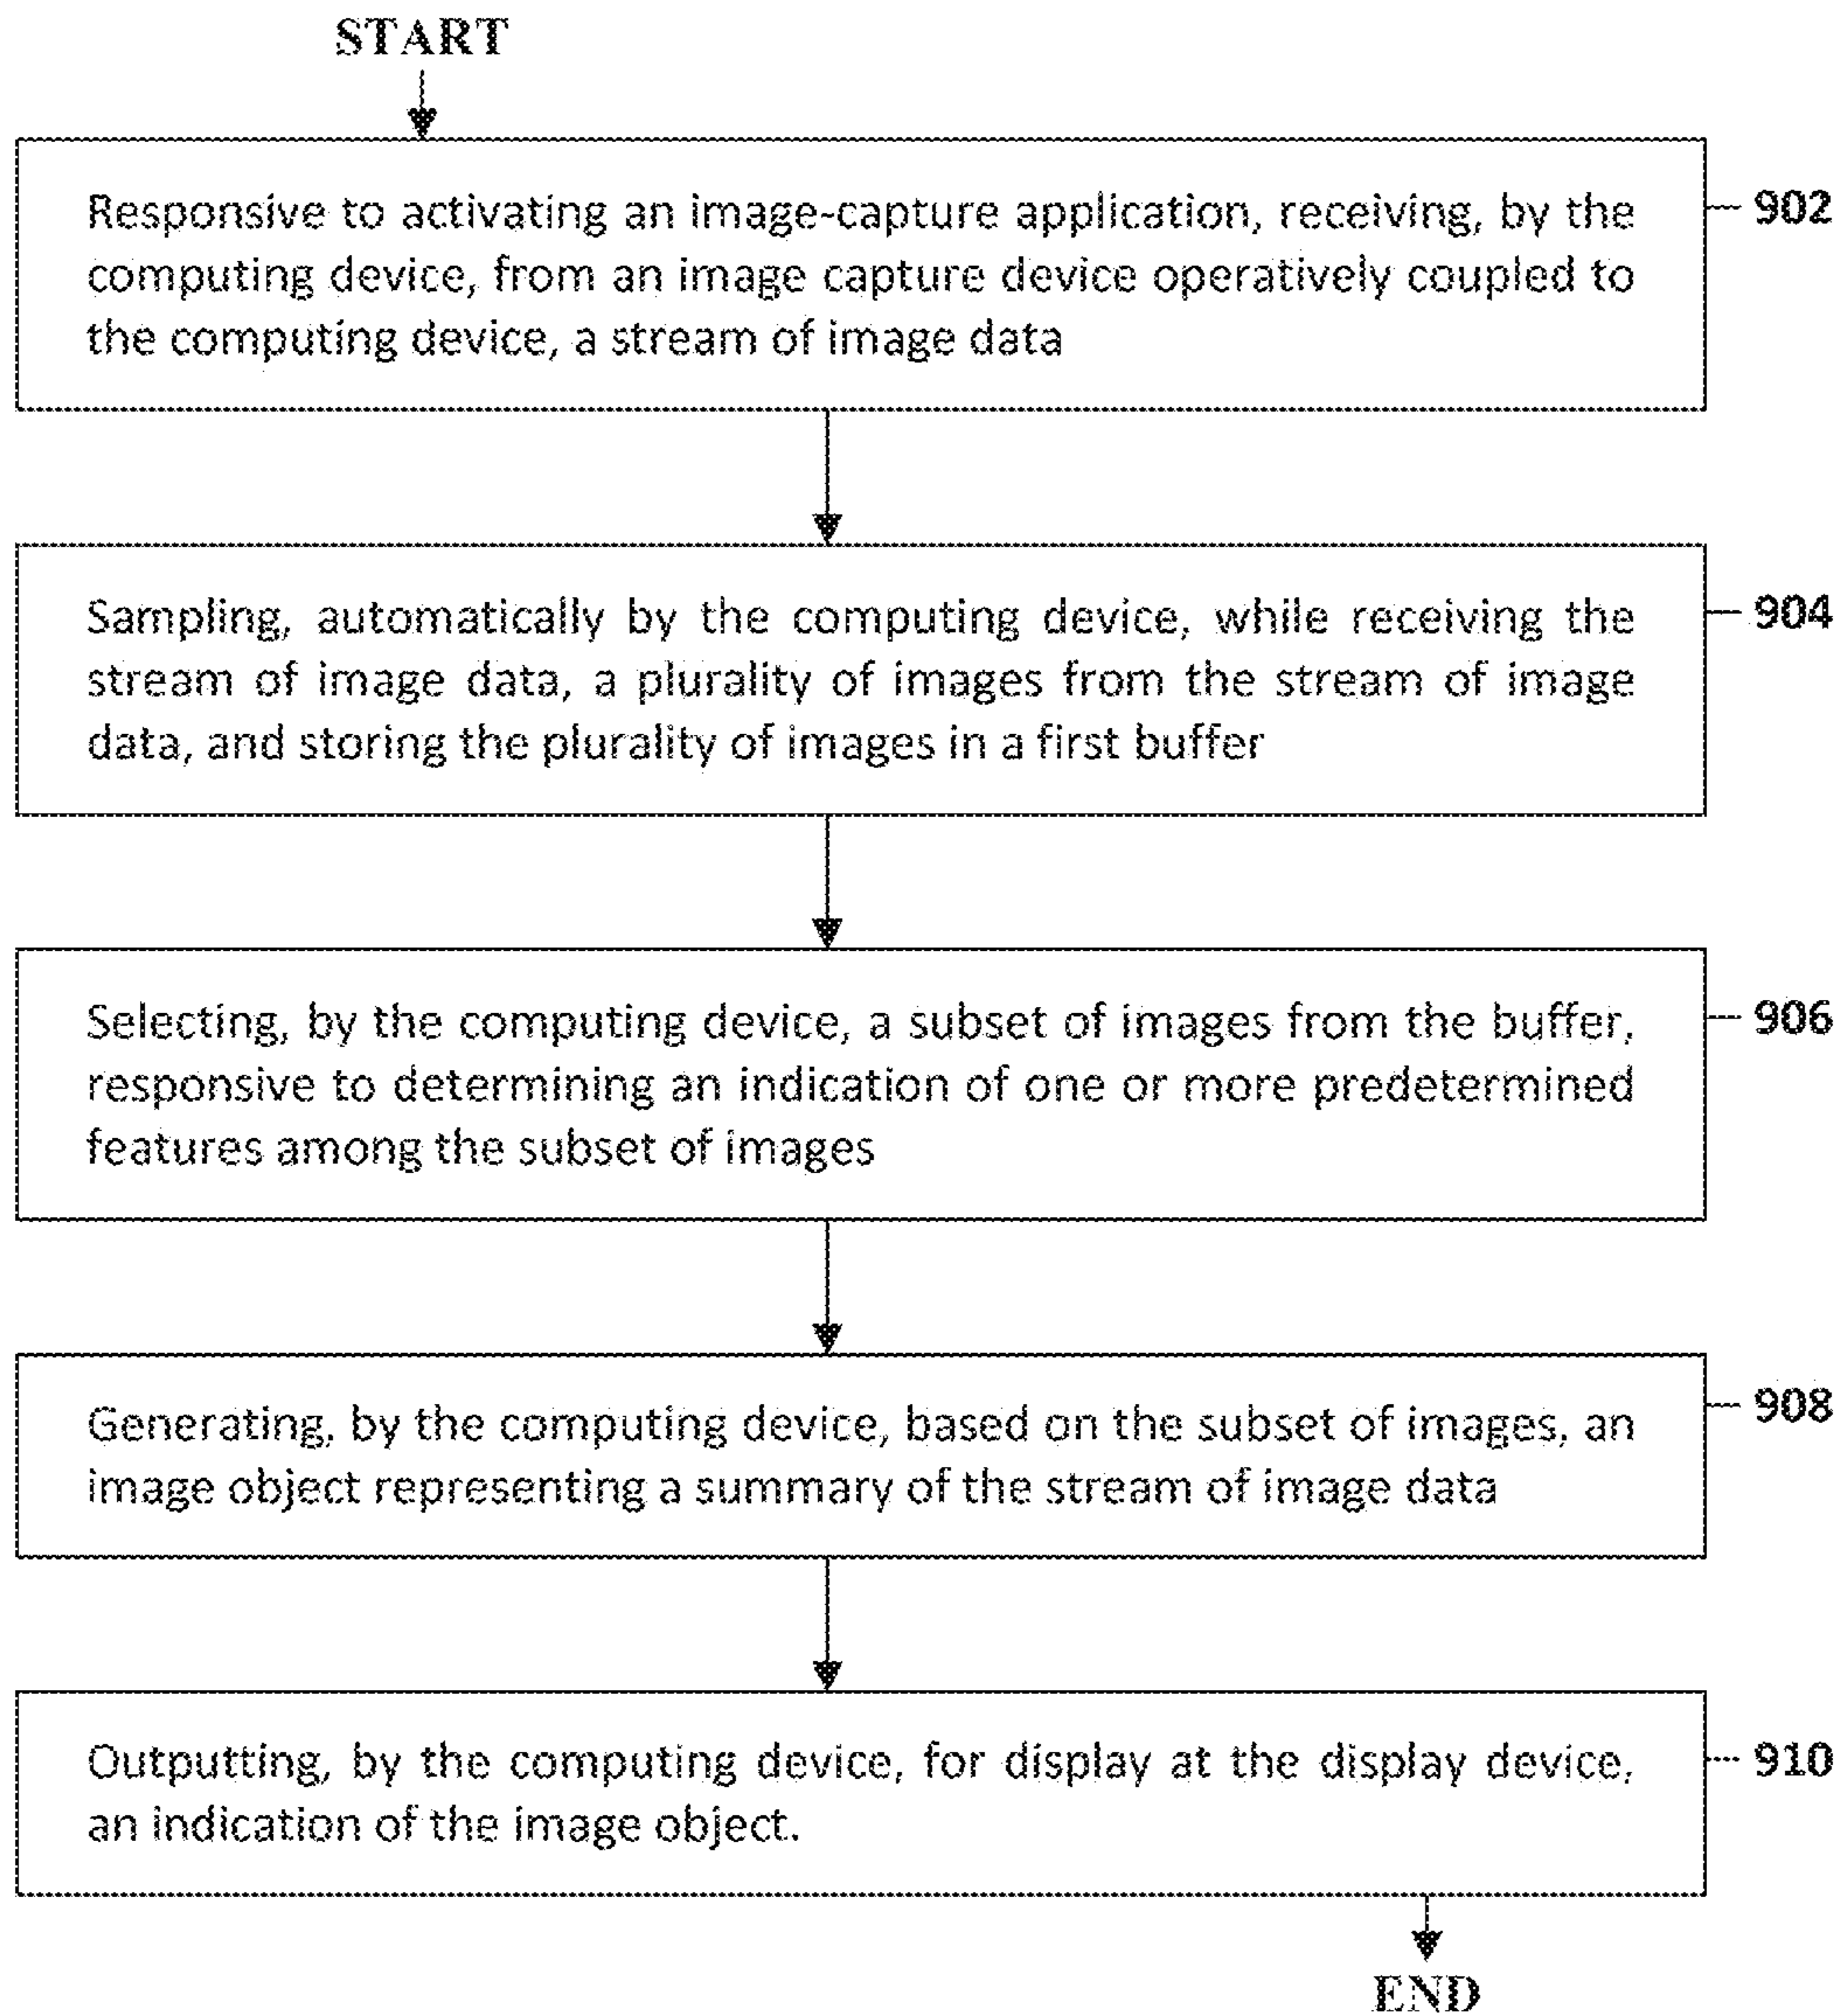 START
Responsive to activating an image-capture application, receiving, by the
902
computing device, from an image capture device operatively coupled to
the computing device, a stream of image data
Sampling, automatically by the computing device, while receiving the
904
stream of image data, a plurality of images from the stream of image
data, and storing the plurality of images in a first buffer
Selecting, by the computing device, a subset of images from the buffer,
906
responsive to determining an indication of one or more predetermined
features among the subset of images
Generating, by the computing device, based on the subset of images, an
908
image object representing a summary of the stream of image data
Outputting, by the computing device, for display at the display device,
910
an indication of the image object.
END